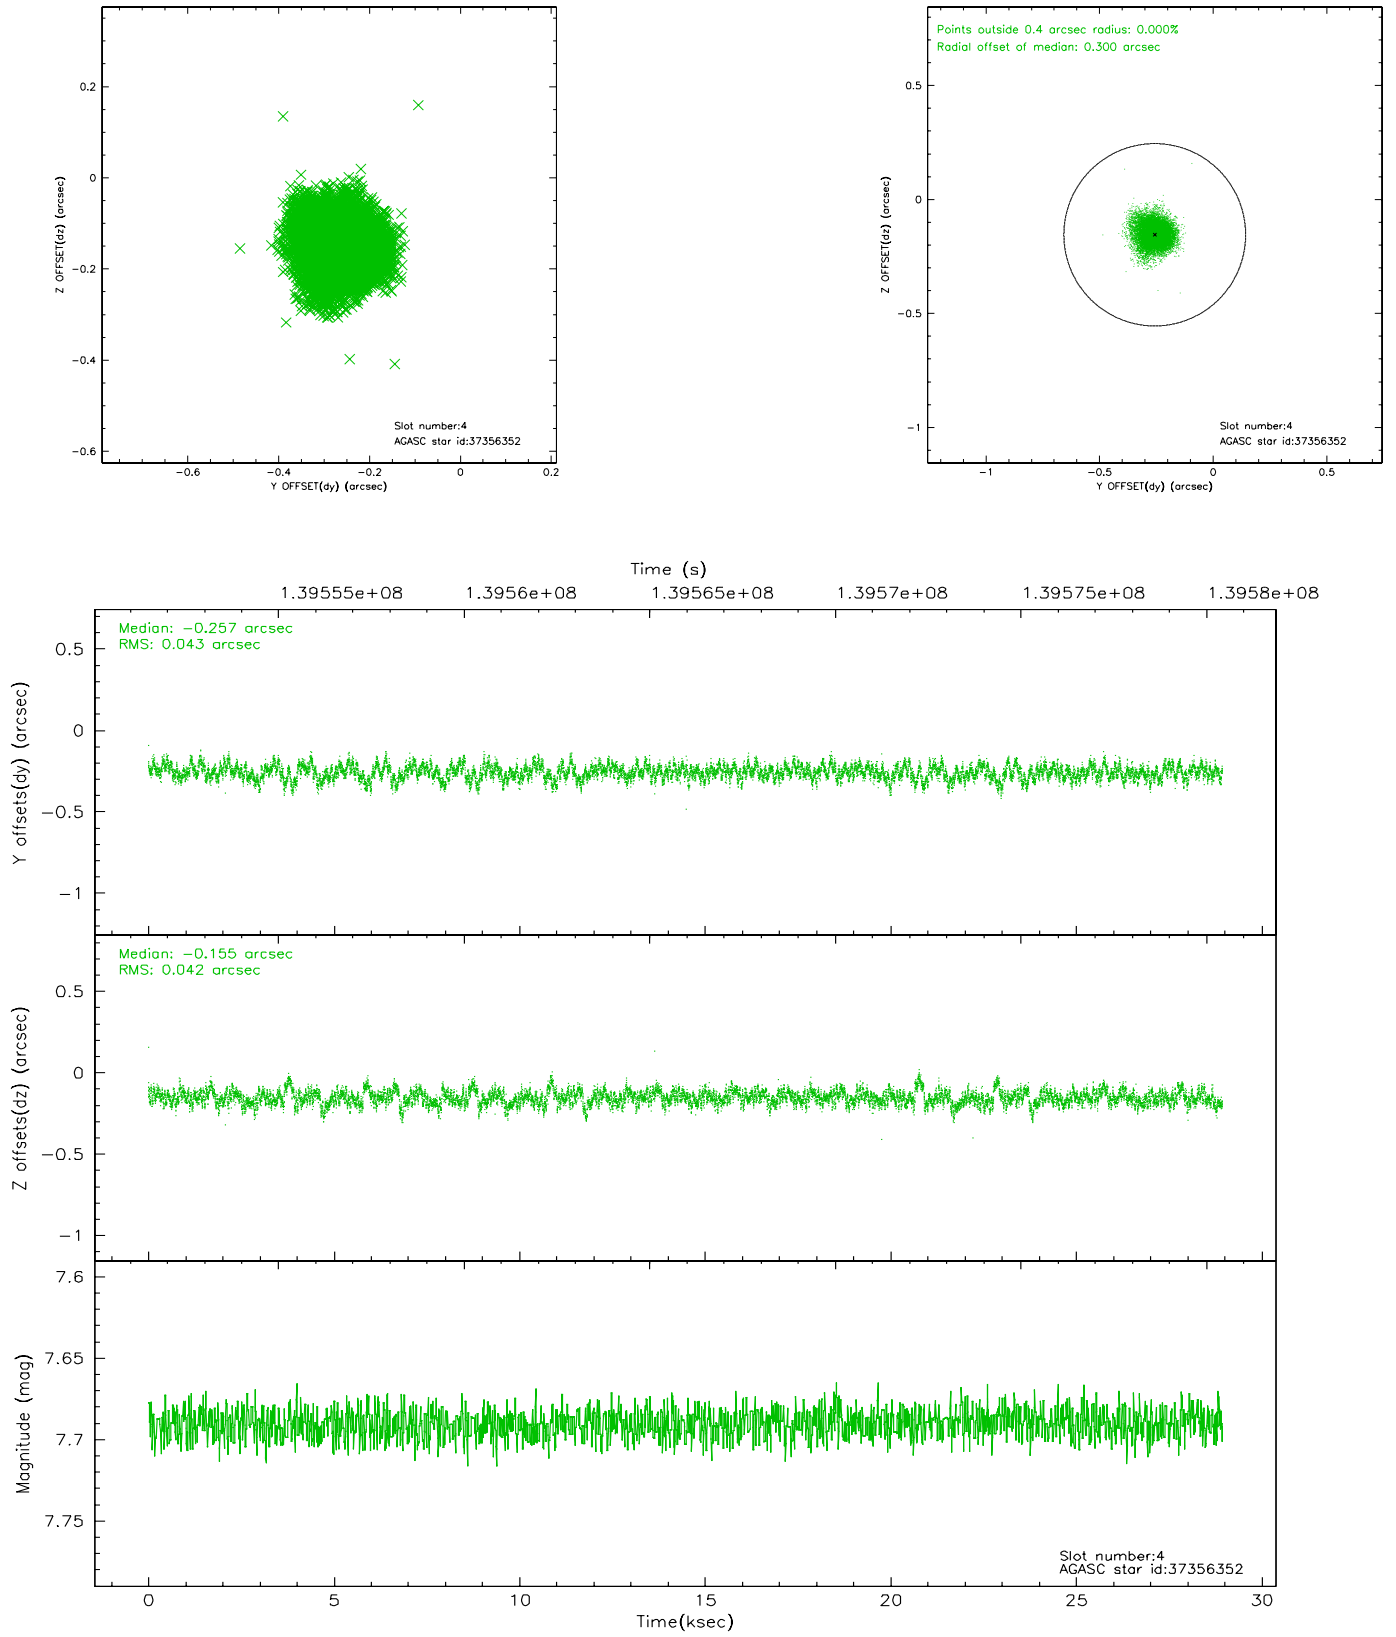 0.2
0
−0.2
−0.4
−0.6
Z OFFSET(dz) (arcsec)
Slot number:4
AGASC star id:37356352
−0.6 −0.4 −0.2 0 0.2
Y OFFSET(dy) (arcsec)
Points outside 0.4 arcsec radius: 0.000%
Radial offset of median: 0.300 arcsec
0.5
0
−0.5
−1
Z OFFSET(dz) (arcsec)
Slot number:4
AGASC star id:37356352
−1 −0.5 0 0.5
Y OFFSET(dy) (arcsec)
Time (s)
1.39555e+08 1.3956e+08 1.39565e+08 1.3957e+08 1.39575e+08 1.3958e+08
Median: −0.257 arcsec
RMS: 0.043 arcsec
0.5
0
−0.5
−1
Y offsets(dy) (arcsec)
Median: −0.155 arcsec
RMS: 0.042 arcsec
0.5
0
−0.5
−1
Z offsets(dz) (arcsec)
7.6
7.65
7.7
7.75
Magnitude (mag)
Slot number:4
AGASC star id:37356352
0 5 10 15 20 25 30
Time(ksec)